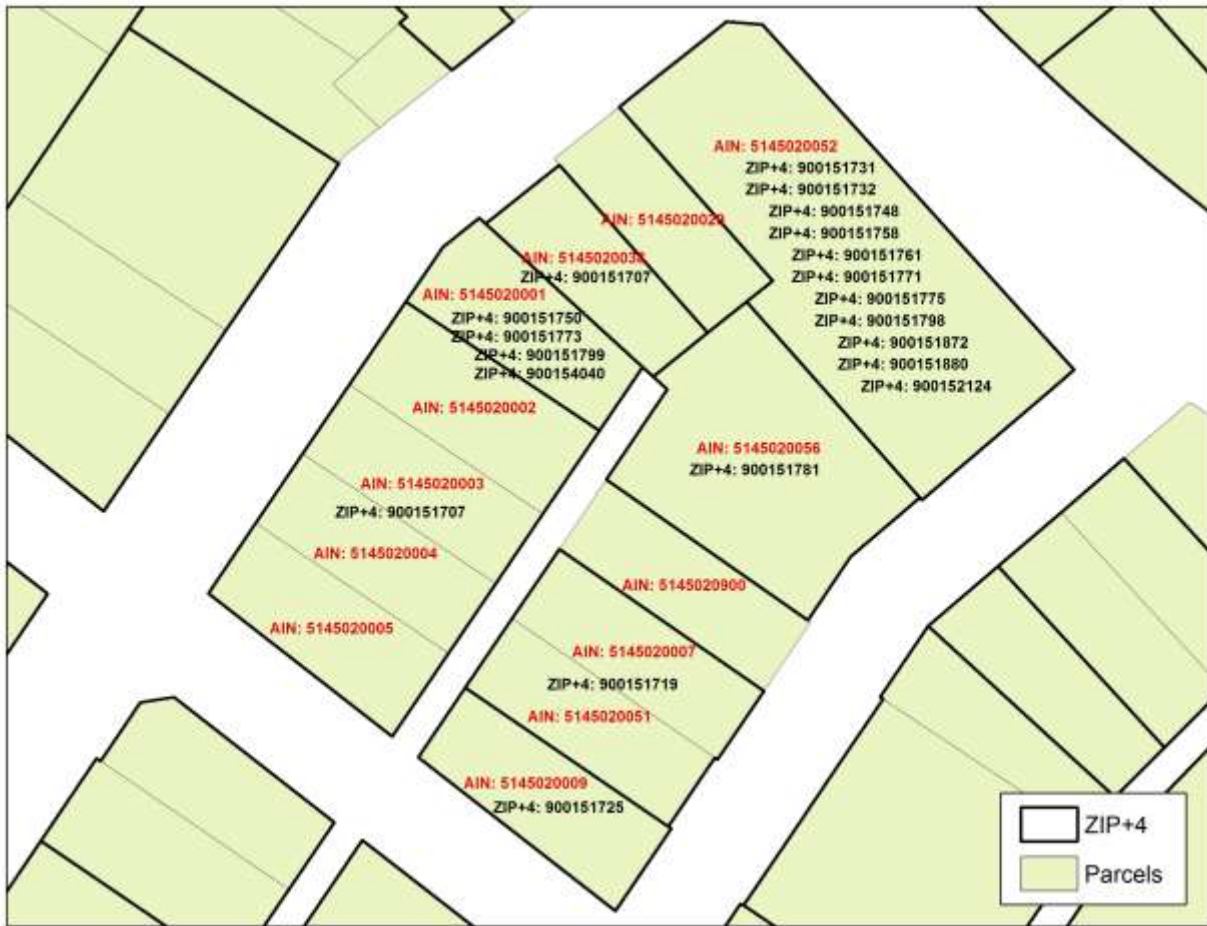 AIN: 5145020052
ZIP+4: 900151731
ZIP+4: 900151732
ZIP+4: 900151748
ZIP+4: 900151758
ZIP+4: 900151761
ZIP+4: 900151771
ZIP+4: 900151775
ZIP+4: 900151798
ZIP+4: 900151872
ZIP+4: 900151880
ZIP+4: 900152124
AIN: 5145020029
AIN: 5145020038
ZIP+4: 900151707
AIN: 5145020001
ZIP+4: 900151750
ZIP+4: 900151773
ZIP+4: 900151799
ZIP+4: 900154040
AIN: 5145020002
AIN: 5145020003
ZIP+4: 900151707
AIN: 5145020004
AIN: 5145020005
AIN: 5145020056
ZIP+4: 900151781
AIN: 5145020900
AIN: 5145020007
ZIP+4: 900151719
AIN: 5145020051
AIN: 5145020009
ZIP+4: 900151725
ZIP+4
Parcels